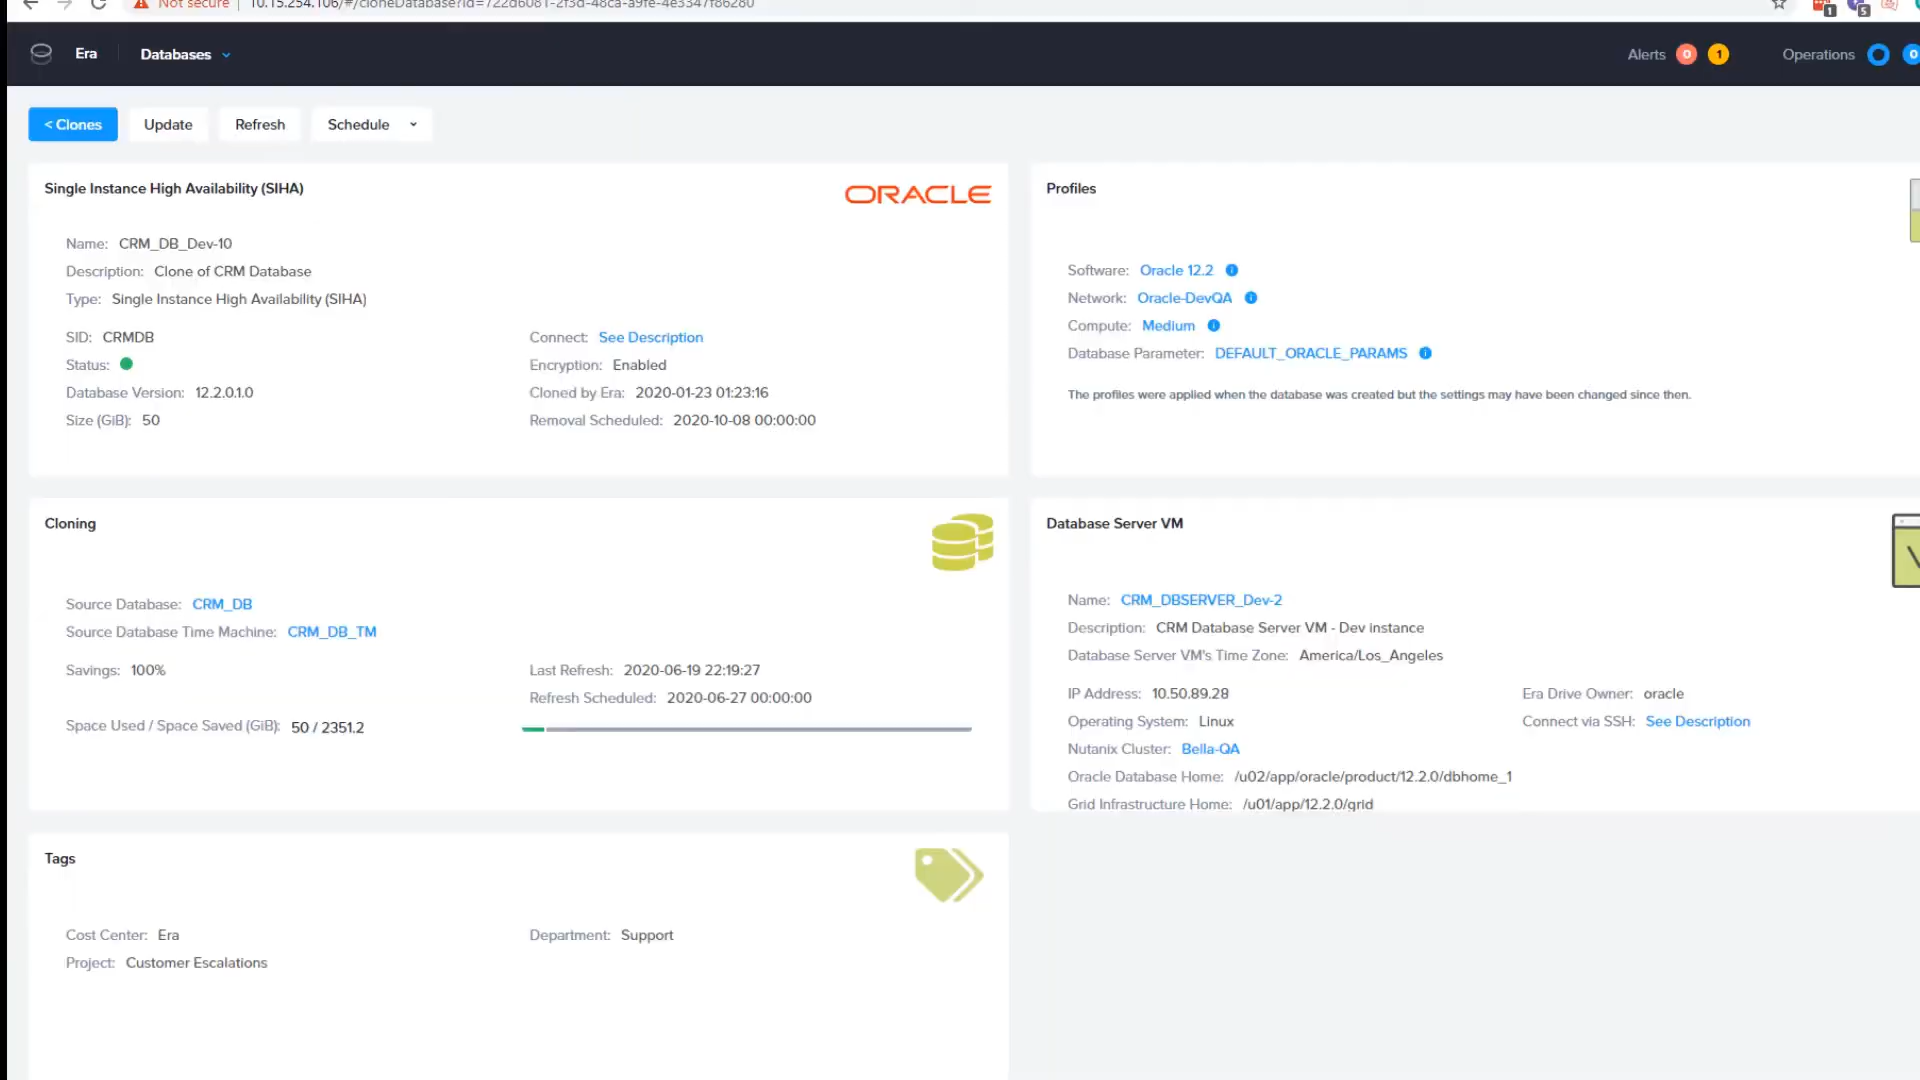 Not secure | 10.15.254.106/#/cloneDatabase?id=722d6081-2f3d-48ca-a9fe-4e3347f86280
1 5
Era Databases Alerts 0 1 Operations 0
< Clones Update Refresh Schedule
Single Instance High Availability (SIHA)
ORACLE
Name: CRM_DB_Dev-10
Description: Clone of CRM Database
Type: Single Instance High Availability (SIHA)
SID: CRMDB
Status:
Database Version: 12.2.0.1.0
Size (GiB): 50
Connect: See Description
Encryption: Enabled
Cloned by Era: 2020-01-23 01:23:16
Removal Scheduled: 2020-10-08 00:00:00
Profiles
Software: Oracle 12.2
Network: Oracle-DevQA
Compute: Medium
Database Parameter: DEFAULT_ORACLE_PARAMS
The profiles were applied when the database was created but the settings may have been changed since then.
Cloning
Source Database: CRM_DB
Source Database Time Machine: CRM_DB_TM
Savings: 100%
Space Used / Space Saved (GiB): 50 / 2351.2
Last Refresh: 2020-06-19 22:19:27
Refresh Scheduled: 2020-06-27 00:00:00
Database Server VM
Name: CRM_DBSERVER_Dev-2
Description: CRM Database Server VM - Dev instance
Database Server VM's Time Zone: America/Los_Angeles
IP Address: 10.50.89.28
Operating System: Linux
Nutanix Cluster: Bella-QA
Oracle Database Home: /u02/app/oracle/product/12.2.0/dbhome_1
Grid Infrastructure Home: /u01/app/12.2.0/grid
Era Drive Owner: oracle
Connect via SSH: See Description
Tags
Cost Center: Era
Project: Customer Escalations
Department: Support